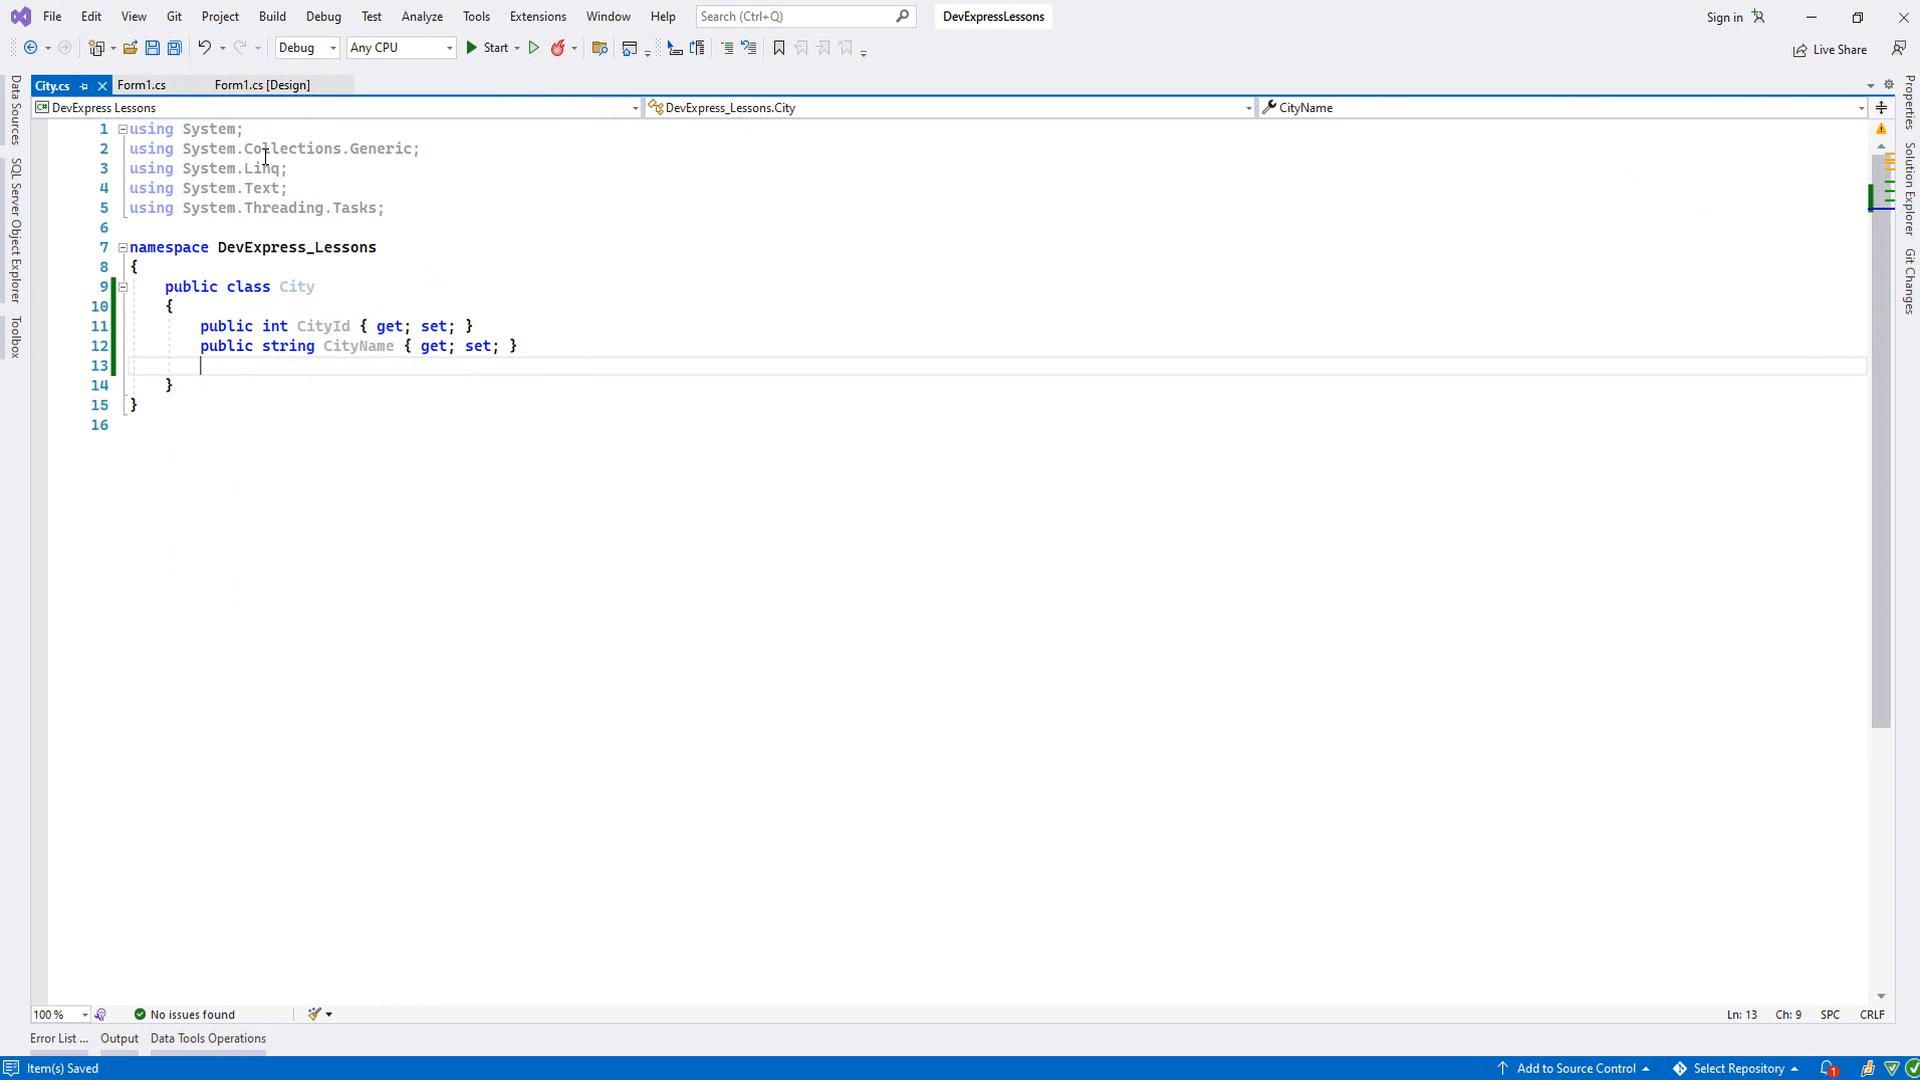 File Edit View Git Project Build Debug Test Analyze Tools Extensions Window Help Search (Ctrl+Q) DevExpressLessons Sign in
Debug Any CPU Start Live Share
City.cs Form1.cs Form1.cs [Design]
DevExpress Lessons DevExpress_Lessons.City CityName
1 using System;
2 using System.Collections.Generic;
3 using System.Linq;
4 using System.Text;
5 using System.Threading.Tasks;
6
7 namespace DevExpress_Lessons
8 {
9 public class City
10 {
11 public int CityId { get; set; }
12 public string CityName { get; set; }
13
14 }
15 }
16
Data Sources
SQL Server Object Explorer
Toolbox
Properties
Solution Explorer
Git Changes
100 % No issues found Ln: 13 Ch: 9 SPC CRLF
Error List ... Output Data Tools Operations
Item(s) Saved Add to Source Control Select Repository 1